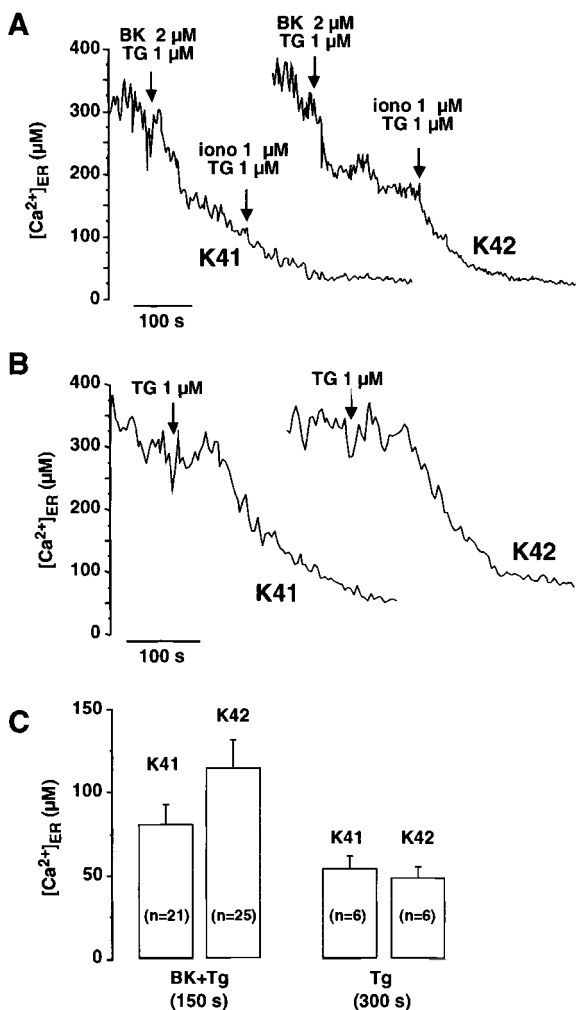 A
BK 2 µM
TG 1 µM
BK 2 µM
TG 1 µM
400
300
200
100
0
[Ca2+]ER (µM)
iono 1 µM
TG 1 µM
iono 1 µM
TG 1 µM
K41
K42
100 s
B
TG 1 µM
TG 1 µM
400
300
200
100
0
[Ca2+]ER (µM)
K41
K42
100 s
C
150
100
50
0
[Ca2+]ER (µM)
K41
K42
K41
K42
(n=21)
(n=25)
(n=6)
(n=6)
BK+Tg
(150 s)
Tg
(300 s)